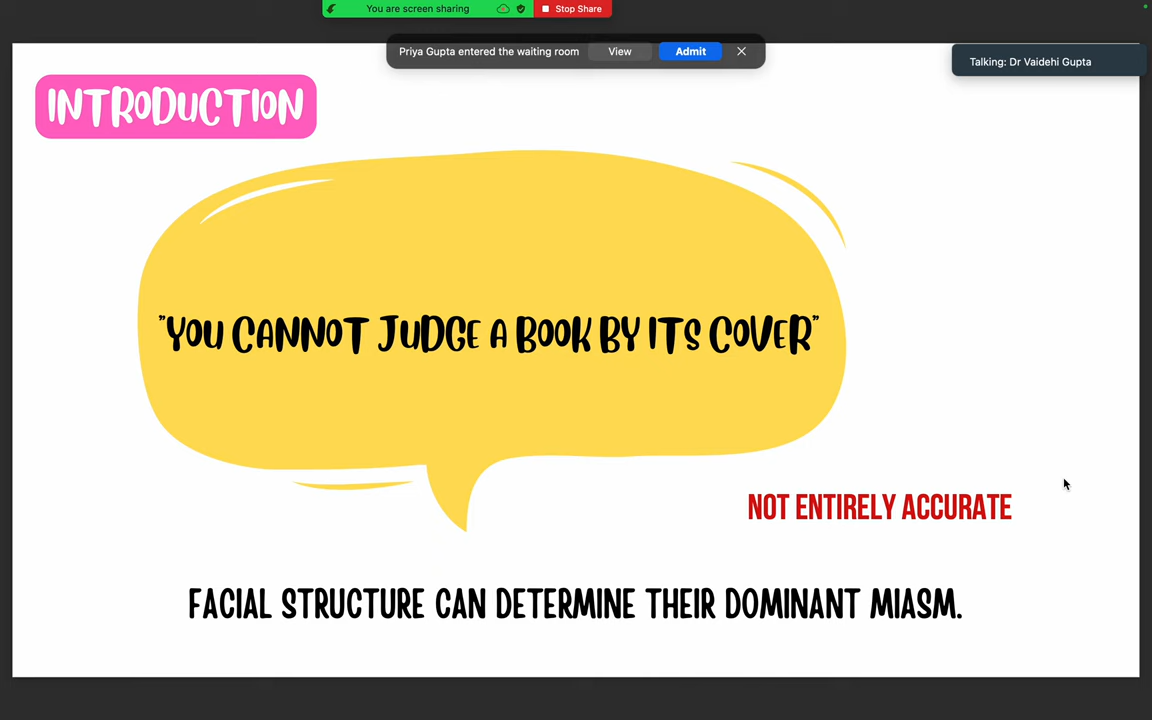 You are screen sharing
Stop Share
Priya Gupta entered the waiting room
View
Admit
Talking: Dr Vaidehi Gupta
INTRODUCTION
"YOU CANNOT JUDGE A BOOK BY ITS COVER"
NOT ENTIRELY ACCURATE
FACIAL STRUCTURE CAN DETERMINE THEIR DOMINANT MIASM.